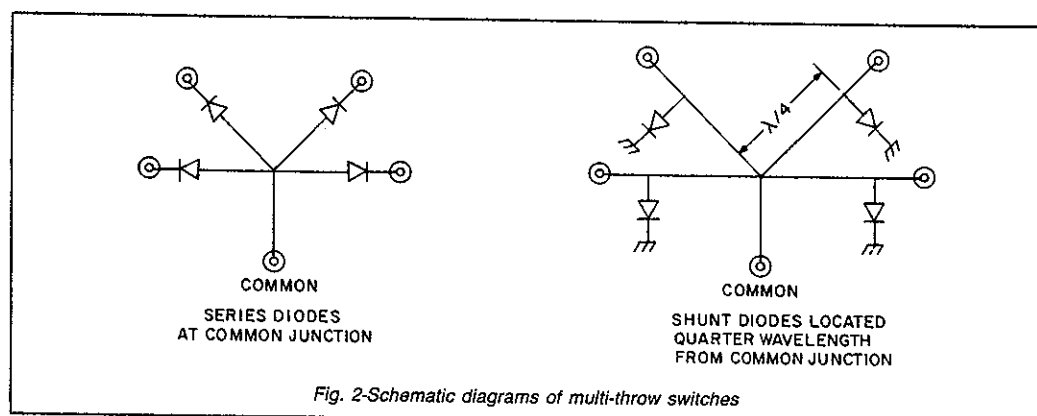 λ/4
COMMON
SERIES DIODES
AT COMMON JUNCTION
COMMON
SHUNT DIODES LOCATED
QUARTER WAVELENGTH
FROM COMMON JUNCTION
Fig. 2-Schematic diagrams of multi-throw switches